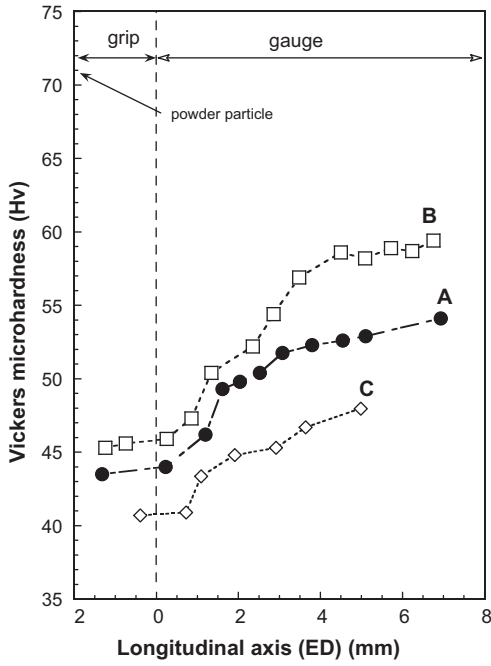 75
grip gauge
70
powder particle
65
60
B
55
A
50
C
45
40
35
2 0 2 4 6 8
Longitudinal axis (ED) (mm)
Vickers microhardness (Hv)